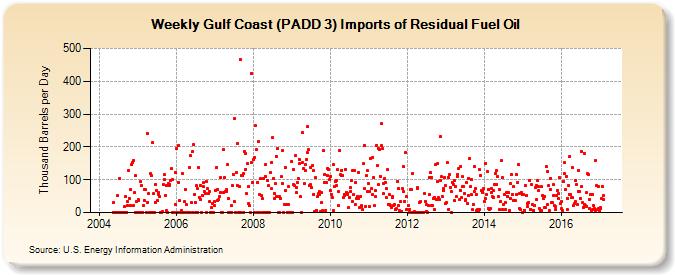 Weekly Gulf Coast (PADD 3) Imports of Residual Fuel Oil
Thousand Barrels per Day
500
400
300
200
100
0
2004 2006 2008 2010 2012 2014 2016
Source: U.S. Energy Information Administration